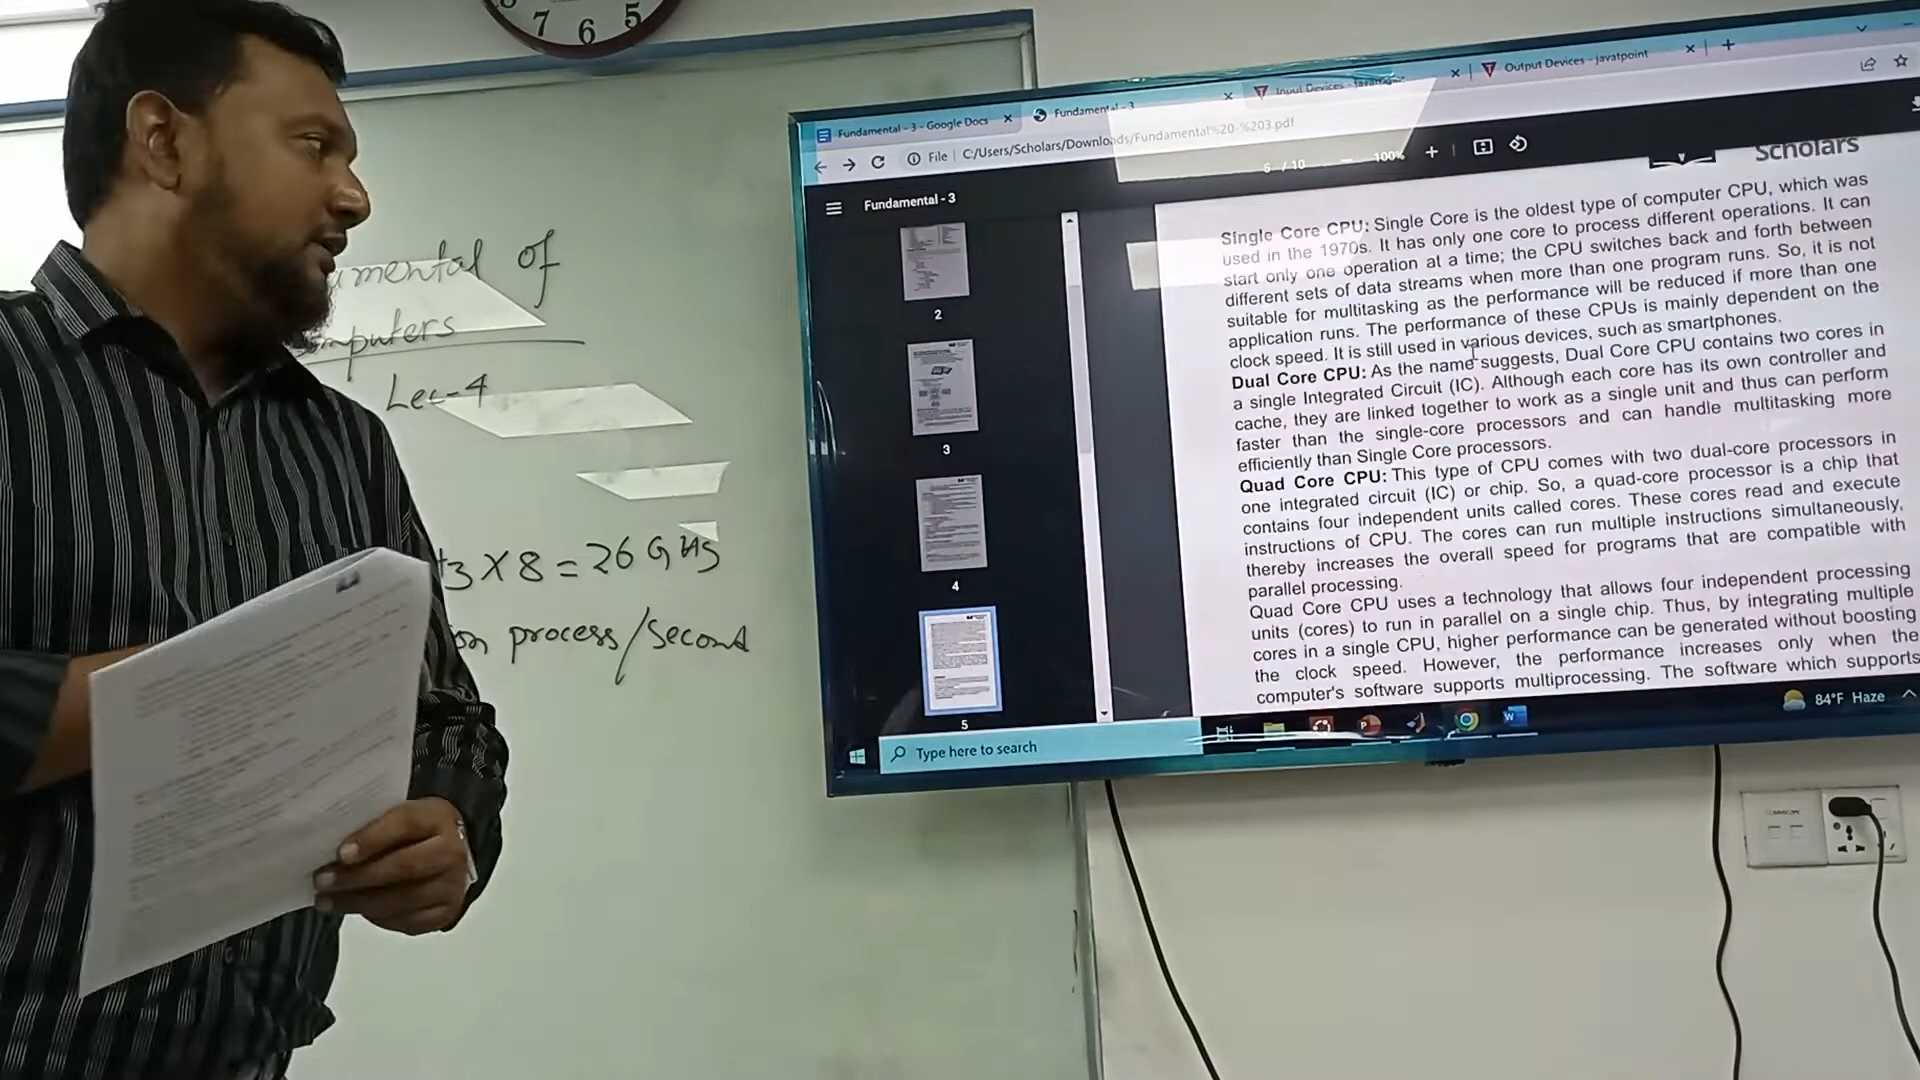 7 6 5
amental of
mputers
Lec-4
3 X 8 = 26 GHS
on process/second
Fundamental - 3 - Google Docs
Fundamental - 3
Input Devices - Javatpoint
Output Devices - javatpoint
File
C:/Users/Scholars/Downloads/Fundamental%20-%203.pdf
Fundamental - 3
6 / 10
100%
2
3
4
5
Scholars
Single Core CPU: Single Core is the oldest type of computer CPU, which was
used in the 1970s. It has only one core to process different operations. It can
start only one operation at a time; the CPU switches back and forth between
different sets of data streams when more than one program runs. So, it is not
suitable for multitasking as the performance will be reduced if more than one
application runs. The performance of these CPUs is mainly dependent on the
clock speed. It is still used in various devices, such as smartphones.
Dual Core CPU: As the name suggests, Dual Core CPU contains two cores in
a single Integrated Circuit (IC). Although each core has its own controller and
cache, they are linked together to work as a single unit and thus can perform
faster than the single-core processors and can handle multitasking more
efficiently than Single Core processors.
Quad Core CPU: This type of CPU comes with two dual-core processors in
one integrated circuit (IC) or chip. So, a quad-core processor is a chip that
contains four independent units called cores. These cores read and execute
instructions of CPU. The cores can run multiple instructions simultaneously,
thereby increases the overall speed for programs that are compatible with
parallel processing.
Quad Core CPU uses a technology that allows four independent processing
units (cores) to run in parallel on a single chip. Thus, by integrating multiple
cores in a single CPU, higher performance can be generated without boosting
the clock speed. However, the performance increases only when the
computer's software supports multiprocessing. The software which supports
Type here to search
84°F Haze